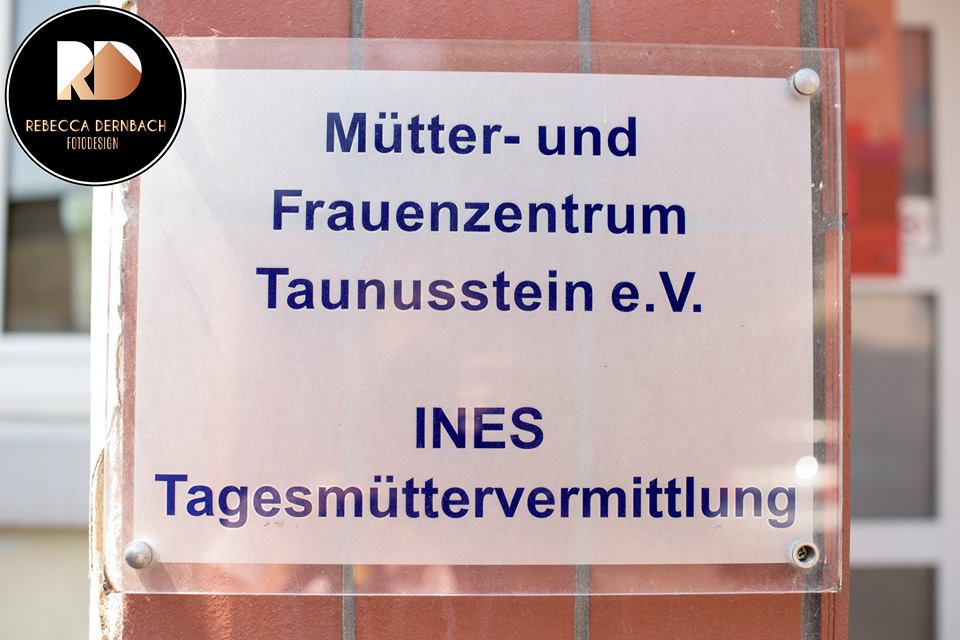 RD
REBECCA DERNBACH
FOTODESIGN
Mütter- und
Frauenzentrum
Taunusstein e.V.
INES
Tagesmüttervermittlung